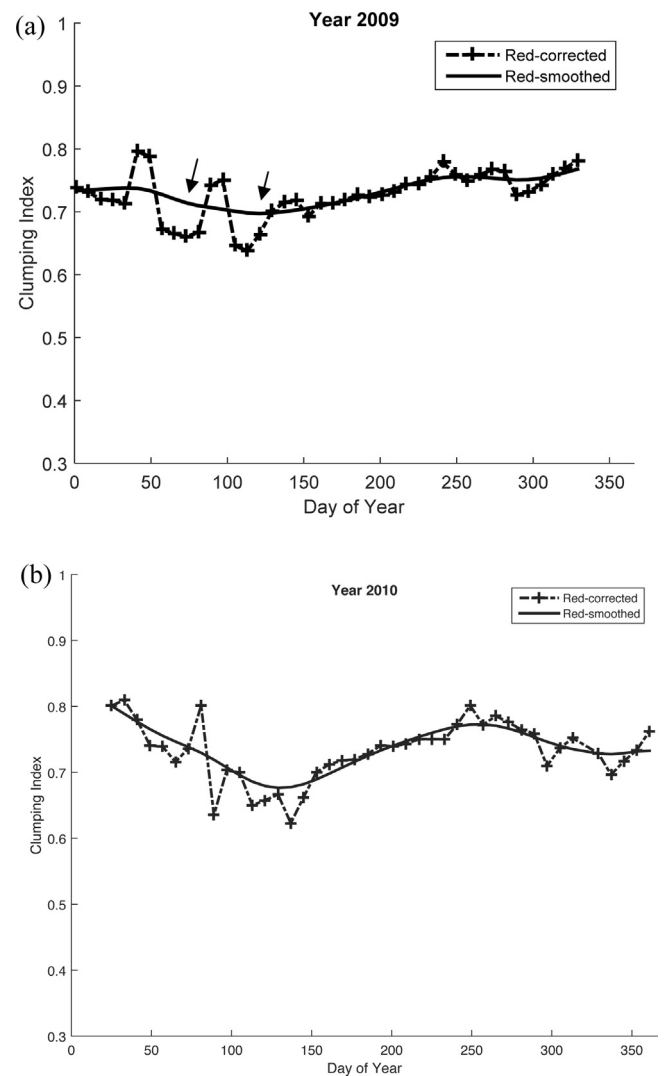 (a)
Year 2009
Red-corrected
Red-smoothed
Clumping Index
1
0.9
0.8
0.7
0.6
0.5
0.4
0.3
0 50 100 150 200 250 300 350
Day of Year
(b)
Year 2010
Red-corrected
Red-smoothed
Clumping Index
1
0.9
0.8
0.7
0.6
0.5
0.4
0.3
0 50 100 150 200 250 300 350
Day of Year